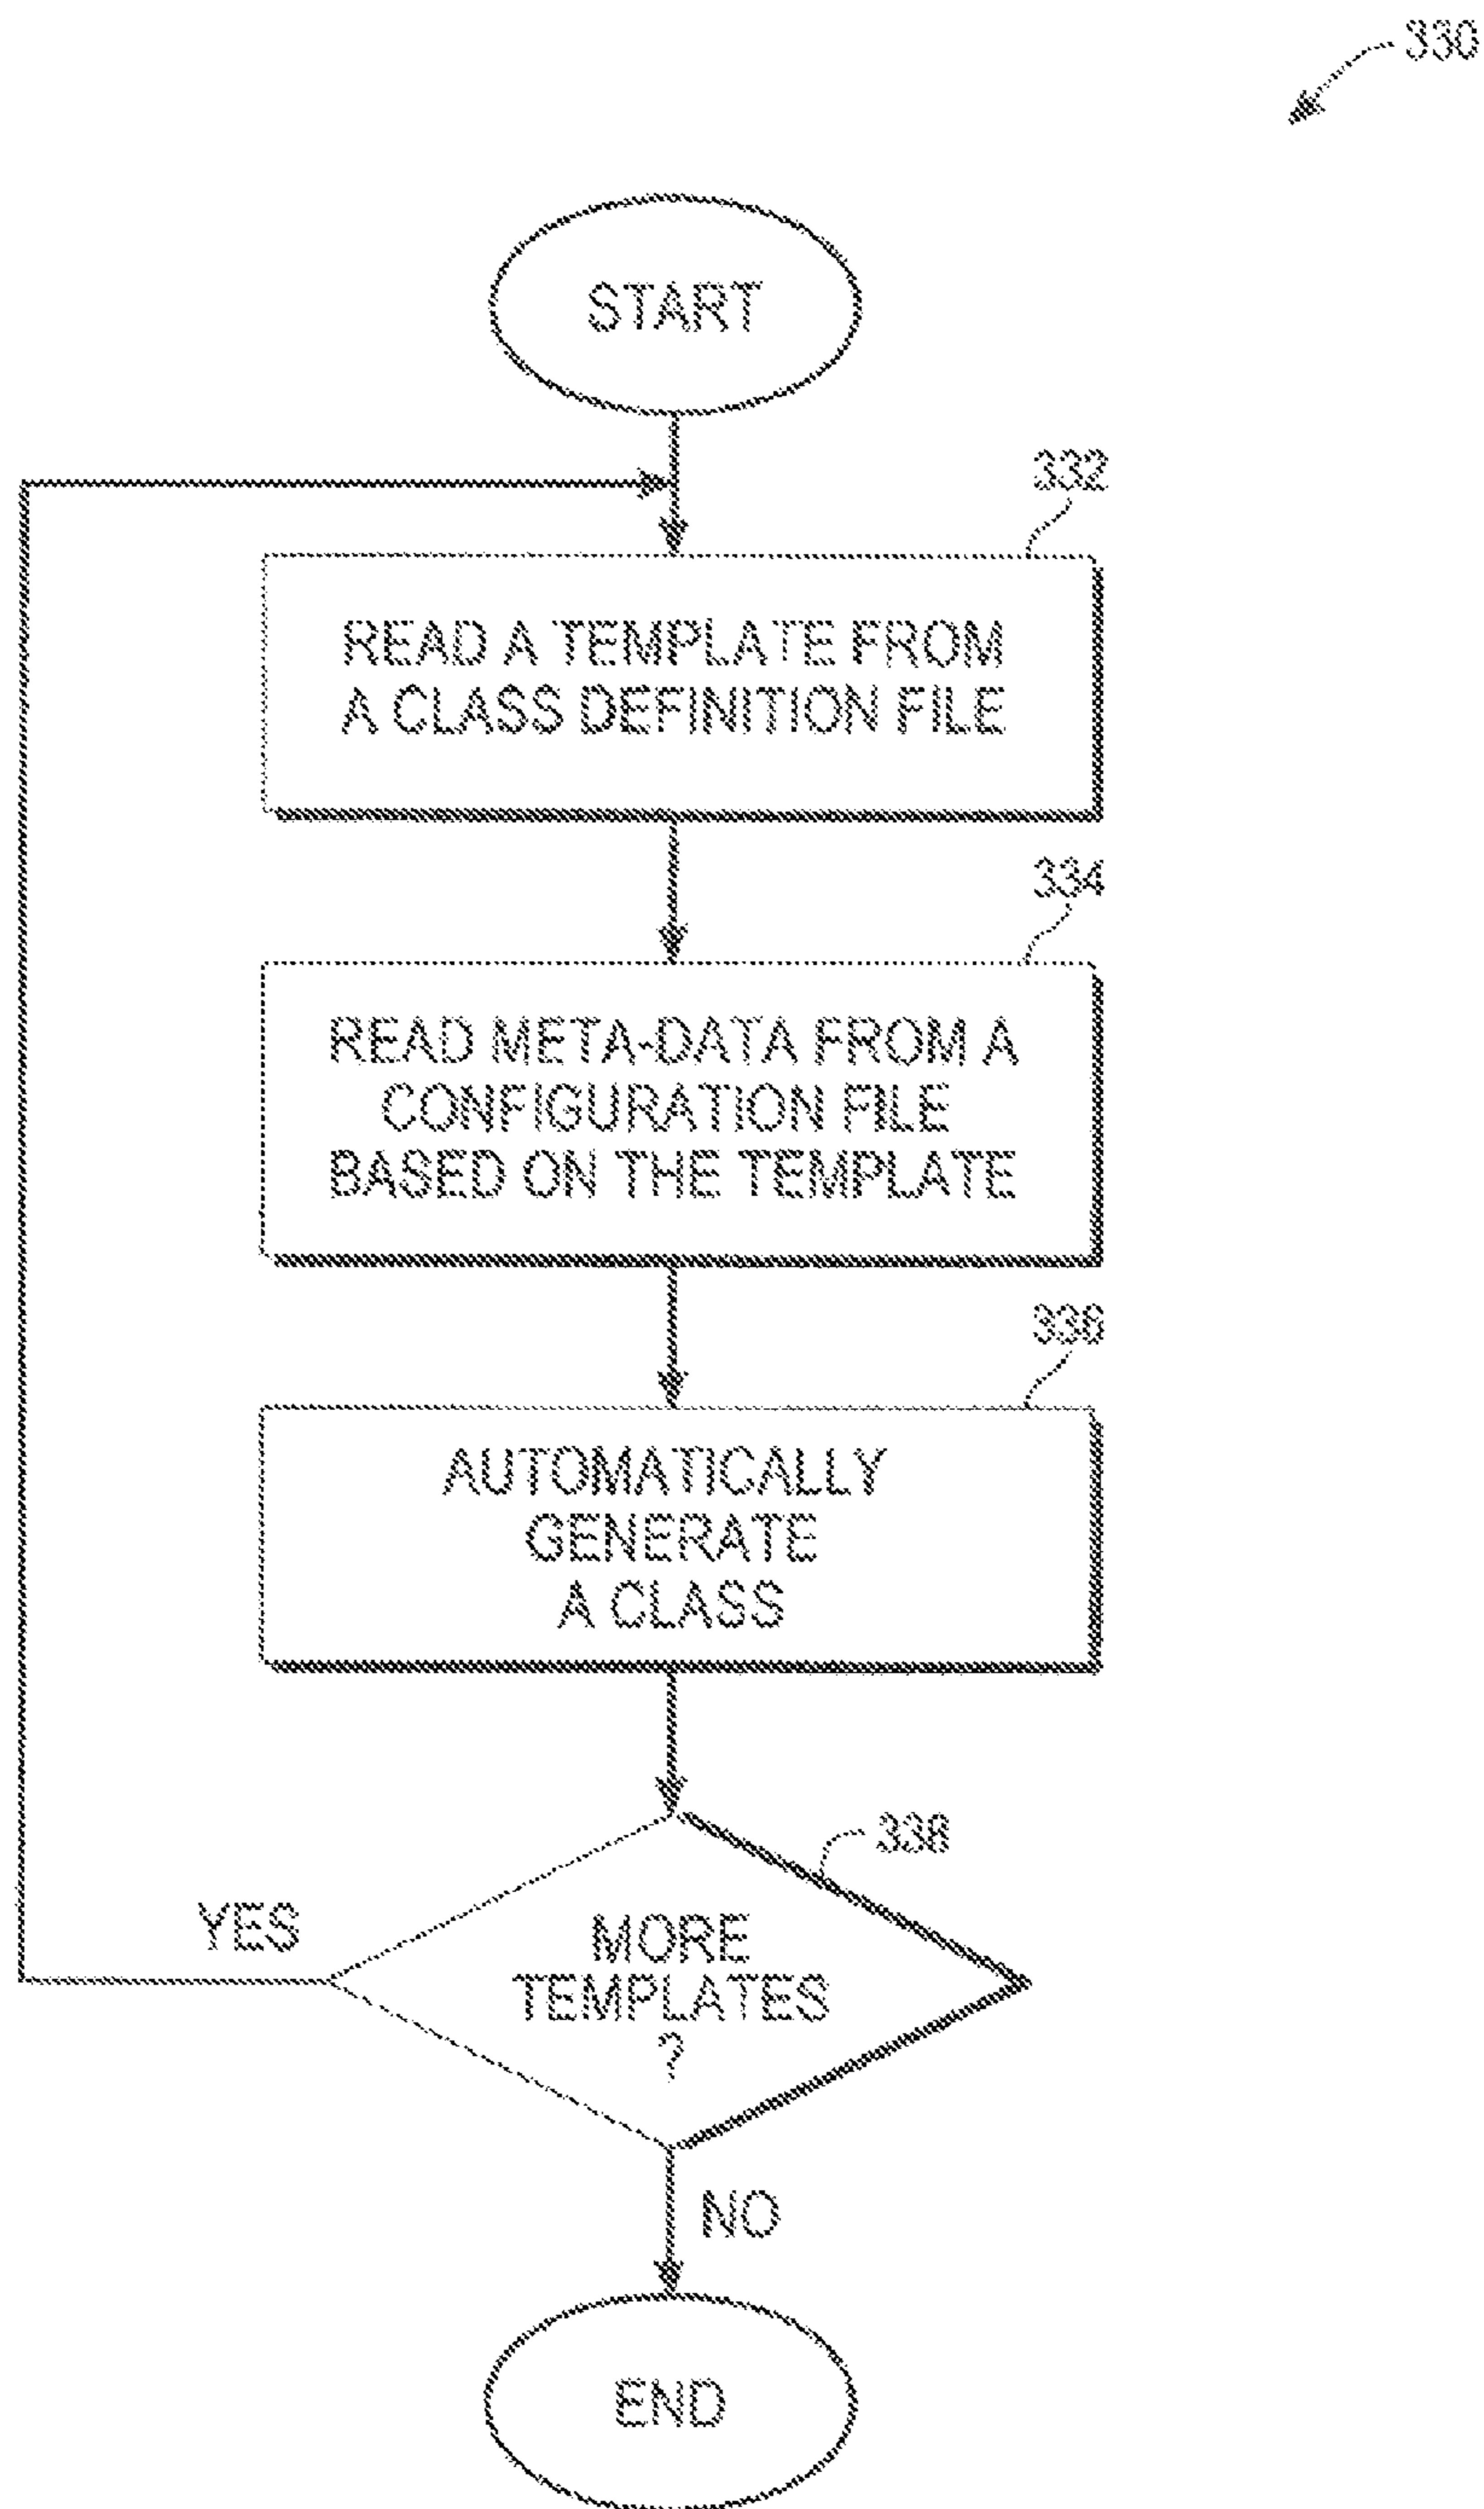 330
START
332
READ A TEMPLATE FROM
A CLASS DEFINITION FILE
334
READ META-DATA FROM A
CONFIGURATION FILE
BASED ON THE TEMPLATE
336
AUTOMATICALLY
GENERATE
A CLASS
338
YES
MORE
TEMPLATES
?
NO
END